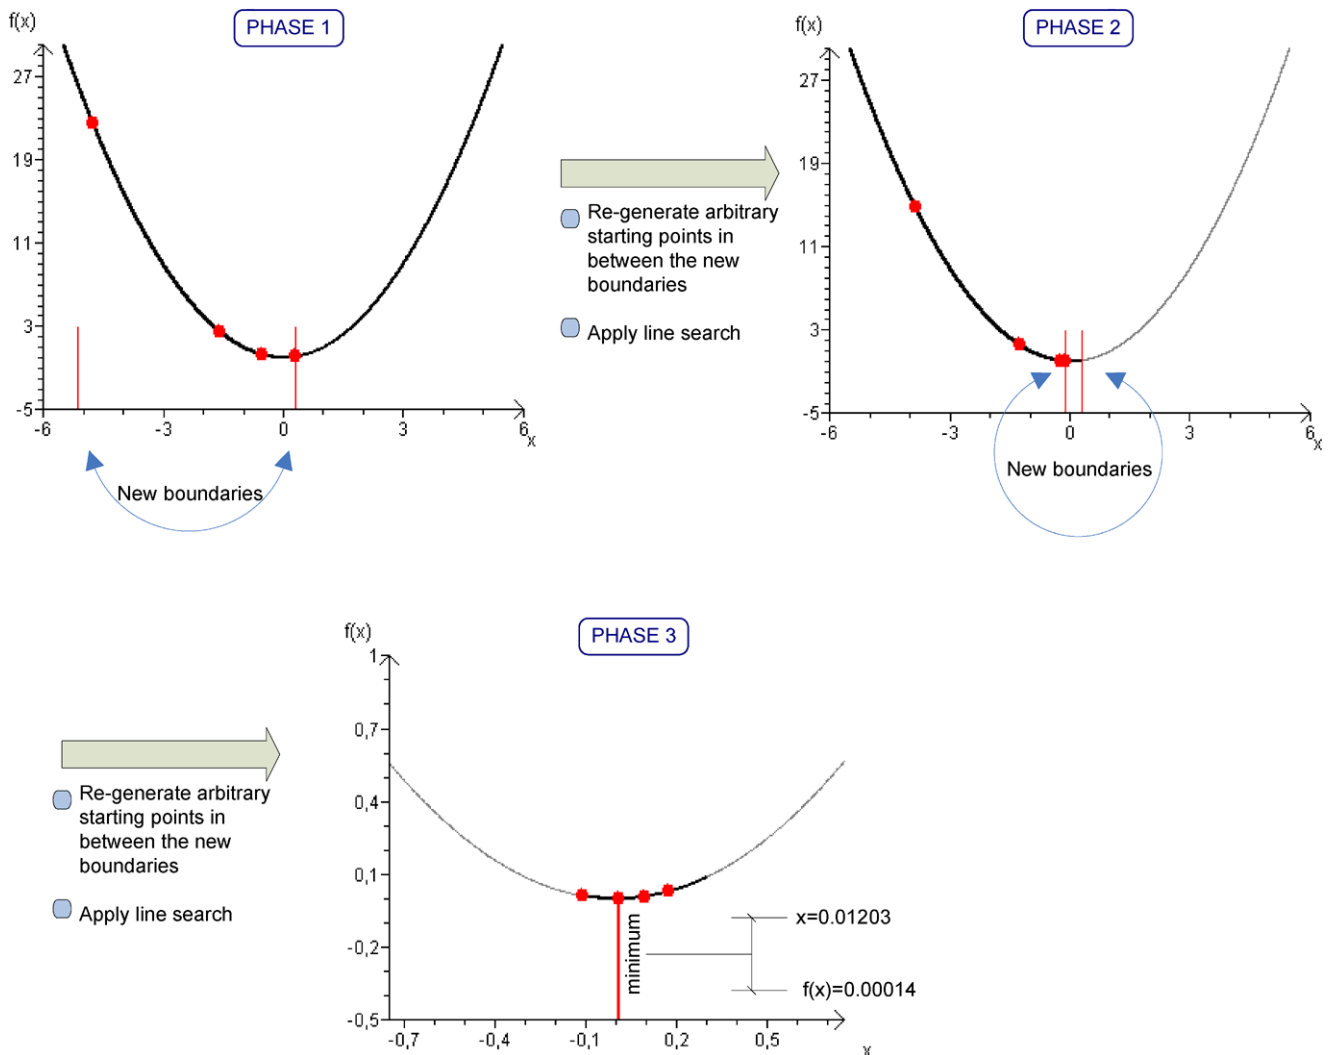 f(x)
PHASE 1
27
19
11
3
-5
-6
-3
0
3
6
x
New boundaries
Re-generate arbitrary
starting points in
between the new
boundaries
Apply line search
f(x)
PHASE 2
27
19
11
3
-5
-6
-3
0
3
6
x
New boundaries
Re-generate arbitrary
starting points in
between the new
boundaries
Apply line search
f(x)
PHASE 3
1
0,7
0,4
0,1
-0,2
-0,5
-0,7
-0,4
-0,1
0,2
0,5
x
minimum
x=0.01203
f(x)=0.00014